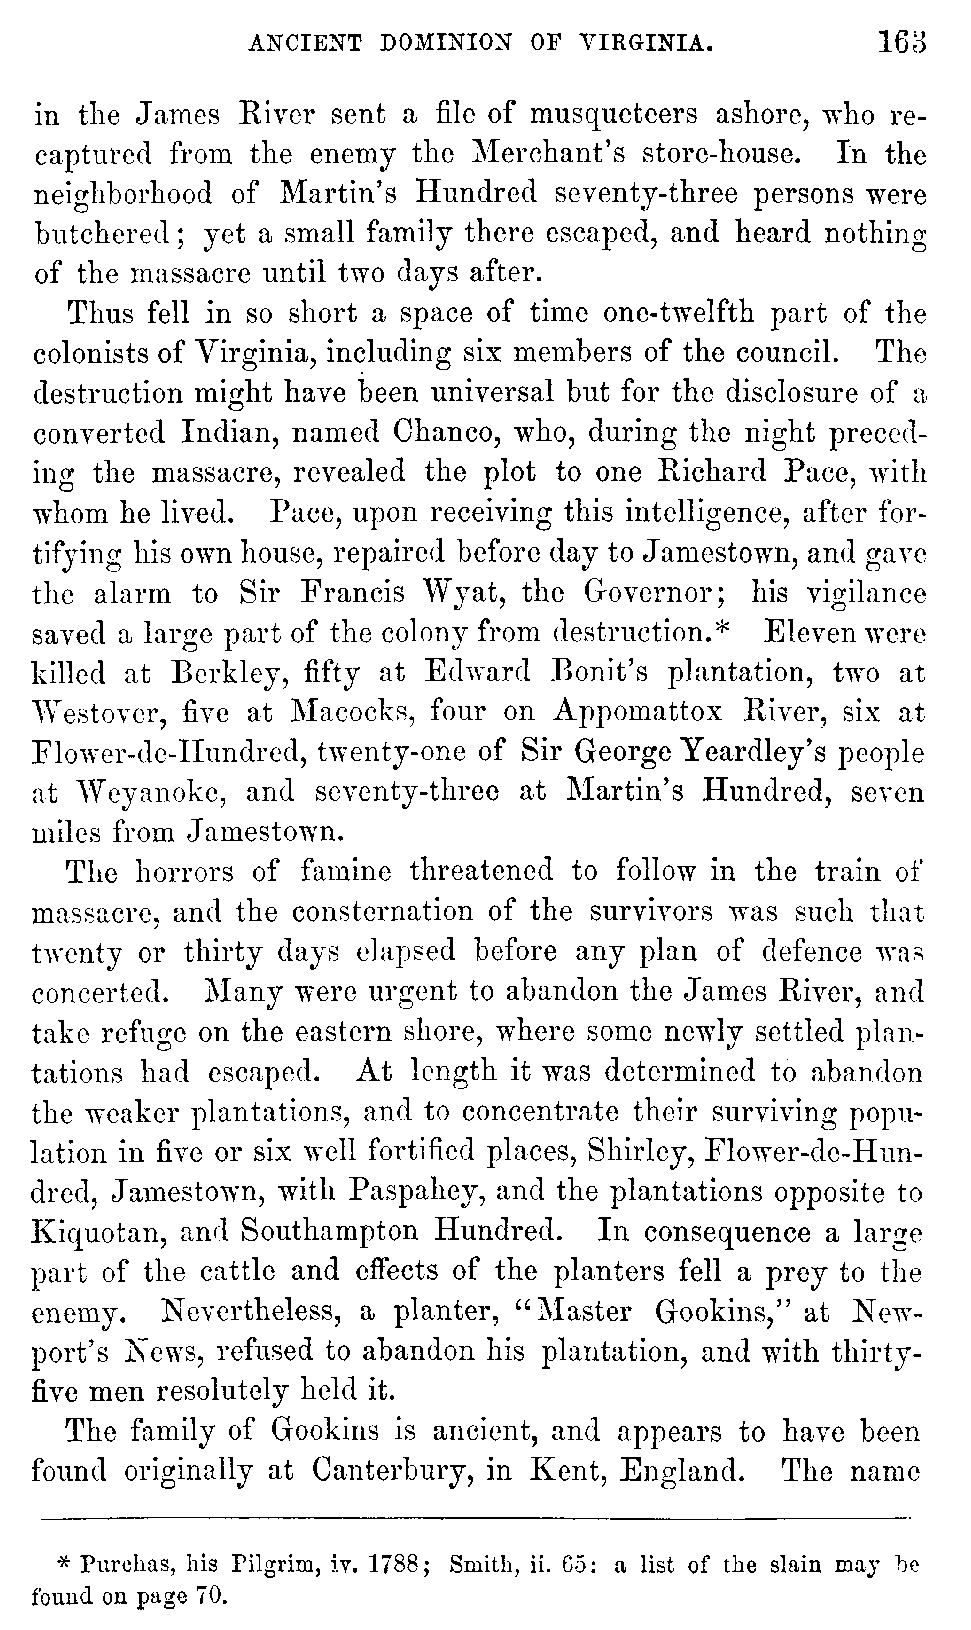 ANCIENT DOMINION OF VIRGINIA. 163
in the James River sent a file of musqueteers ashore, who re-
captured from the enemy the Merchant's store-house. In the
neighborhood of Martin's Hundred seventy-three persons were
butchered; yet a small family there escaped, and heard nothing
of the massacre until two days after.
Thus fell in so short a space of time one-twelfth part of the
colonists of Virginia, including six members of the council. The
destruction might have been universal but for the disclosure of a
converted Indian, named Chanco, who, during the night preced-
ing the massacre, revealed the plot to one Richard Pace, with
whom he lived. Pace, upon receiving this intelligence, after for-
tifying his own house, repaired before day to Jamestown, and gave
the alarm to Sir Francis Wyat, the Governor; his vigilance
saved a large part of the colony from destruction.* Eleven were
killed at Berkley, fifty at Edward Bonit's plantation, two at
Westover, five at Macocks, four on Appomattox River, six at
Flower-de-Hundred, twenty-one of Sir George Yeardley's people
at Weyanoke, and seventy-three at Martin's Hundred, seven
miles from Jamestown.
The horrors of famine threatened to follow in the train of
massacre, and the consternation of the survivors was such that
twenty or thirty days elapsed before any plan of defence was
concerted. Many were urgent to abandon the James River, and
take refuge on the eastern shore, where some newly settled plan-
tations had escaped. At length it was determined to abandon
the weaker plantations, and to concentrate their surviving popu-
lation in five or six well fortified places, Shirley, Flower-de-Hun-
dred, Jamestown, with Paspahey, and the plantations opposite to
Kiquotan, and Southampton Hundred. In consequence a large
part of the cattle and effects of the planters fell a prey to the
enemy. Nevertheless, a planter, "Master Gookins," at New-
port's News, refused to abandon his plantation, and with thirty-
five men resolutely held it.
The family of Gookins is ancient, and appears to have been
found originally at Canterbury, in Kent, England. The name
* Purchas, his Pilgrim, iv. 1788; Smith, ii. 65: a list of the slain may be
found on page 70.